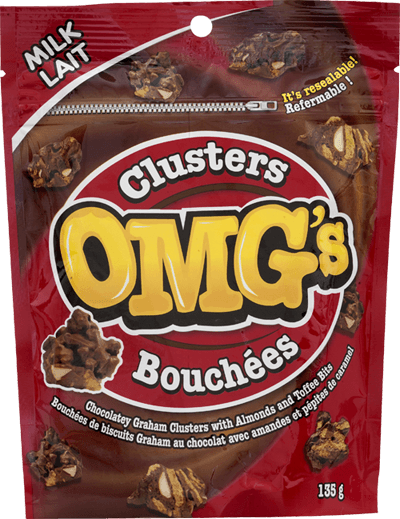 MILK
LAIT
It's resealable!
Refermable !
Clusters
OMG's
Bouchées
Chocolatey Graham Clusters with Almonds and Toffee Bits
Bouchées de biscuits Graham au chocolat avec amandes et pépites de caramel
135 g